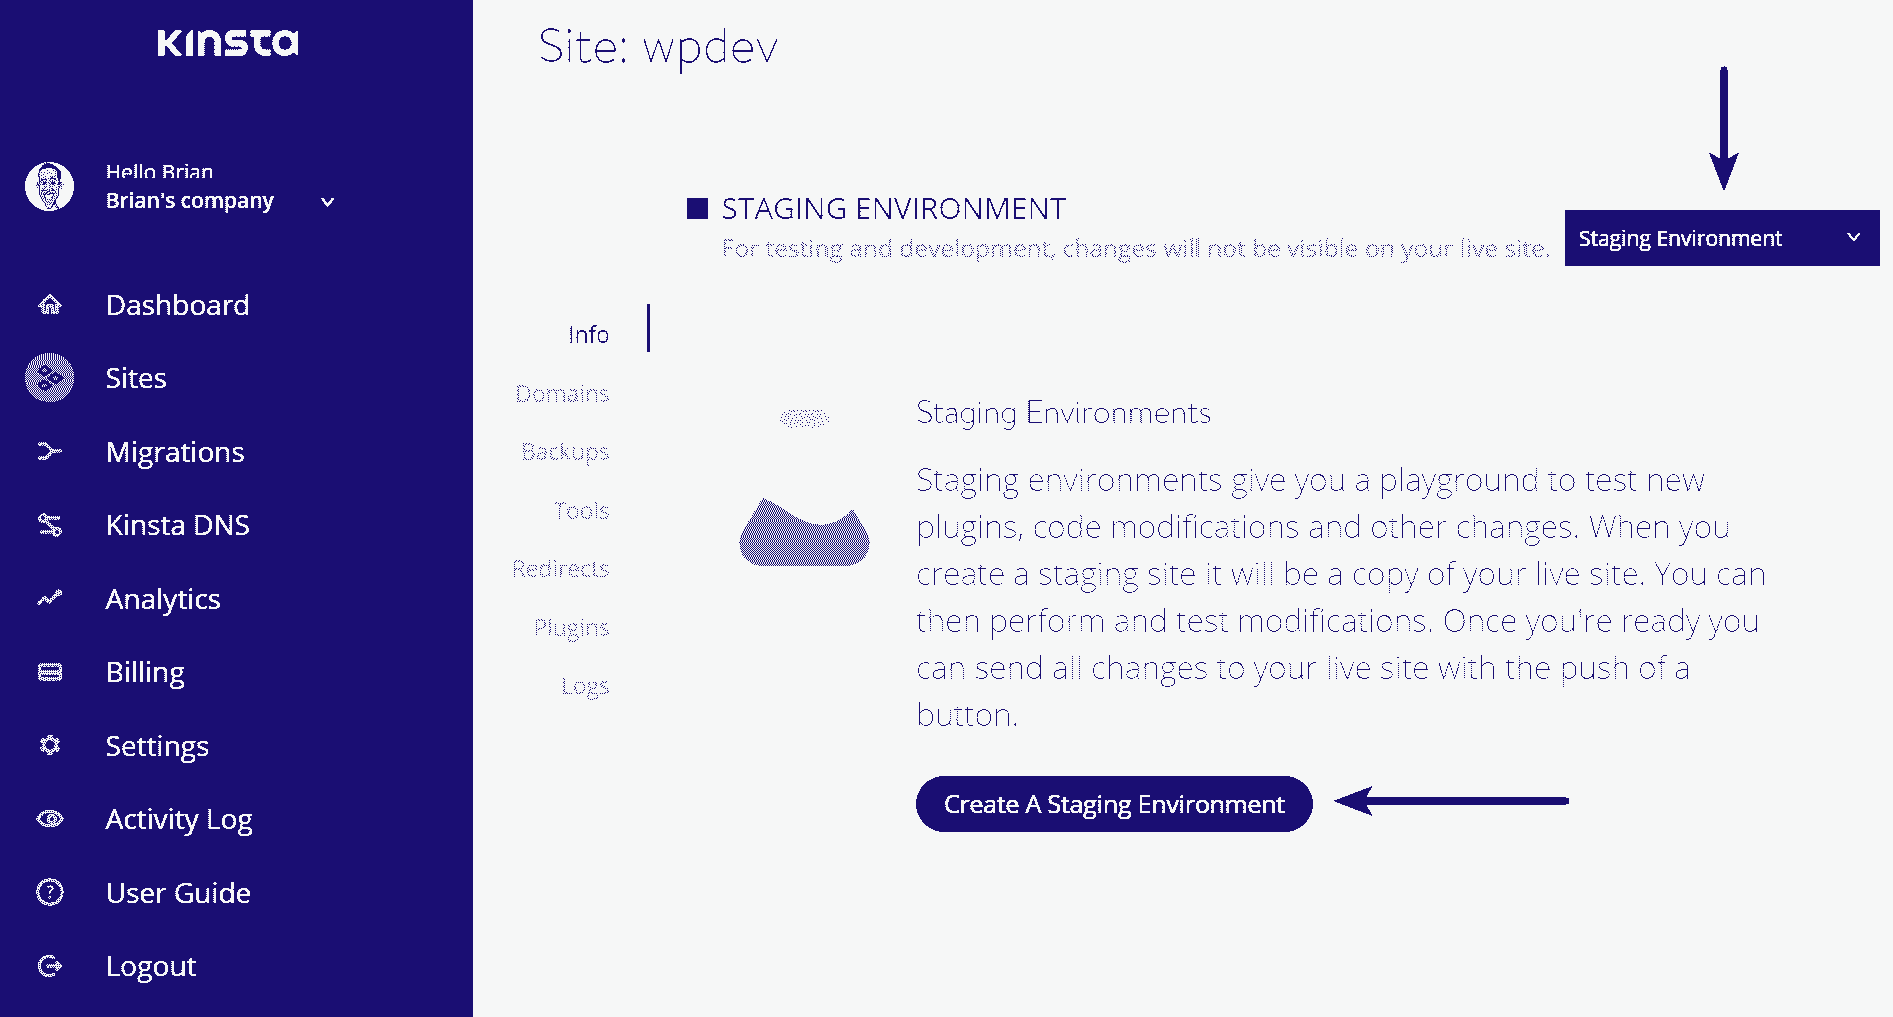 Kinsta
Hello Brian
Brian's company
Dashboard
Sites
Migrations
Kinsta DNS
Analytics
Billing
Settings
Activity Log
User Guide
Logout
Site: wpdev
STAGING ENVIRONMENT
For testing and development, changes will not be visible on your live site.
Staging Environment
Info
Domains
Backups
Tools
Redirects
Plugins
Logs
Staging Environments
Staging environments give you a playground to test new
plugins, code modifications and other changes. When you
create a staging site it will be a copy of your live site. You can
then perform and test modifications. Once you're ready you
can send all changes to your live site with the push of a
button.
Create A Staging Environment